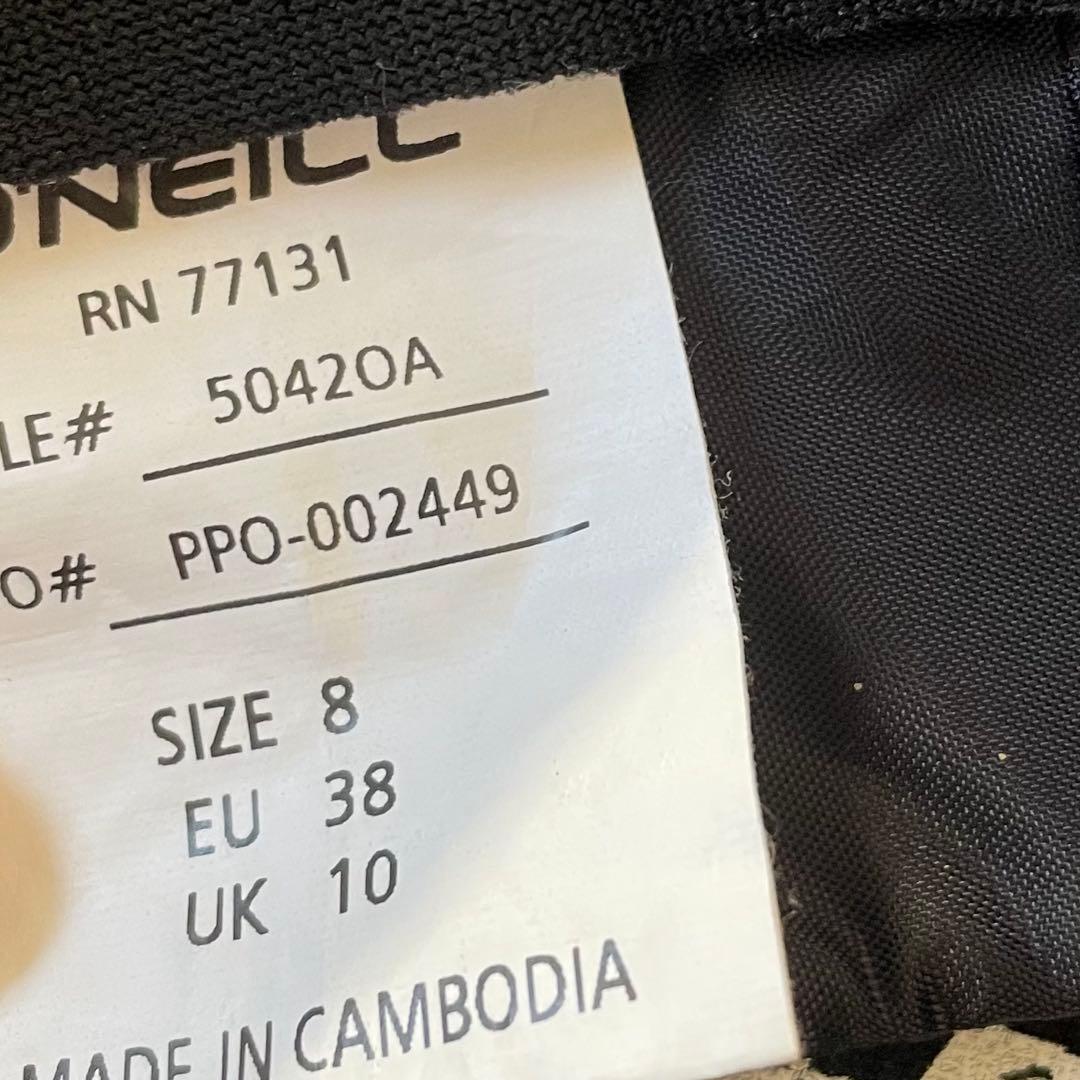 O'NEILL
RN 77131
LE# 5042OA
O# PPO-002449
SIZE 8
EU 38
UK 10
MADE IN CAMBODIA